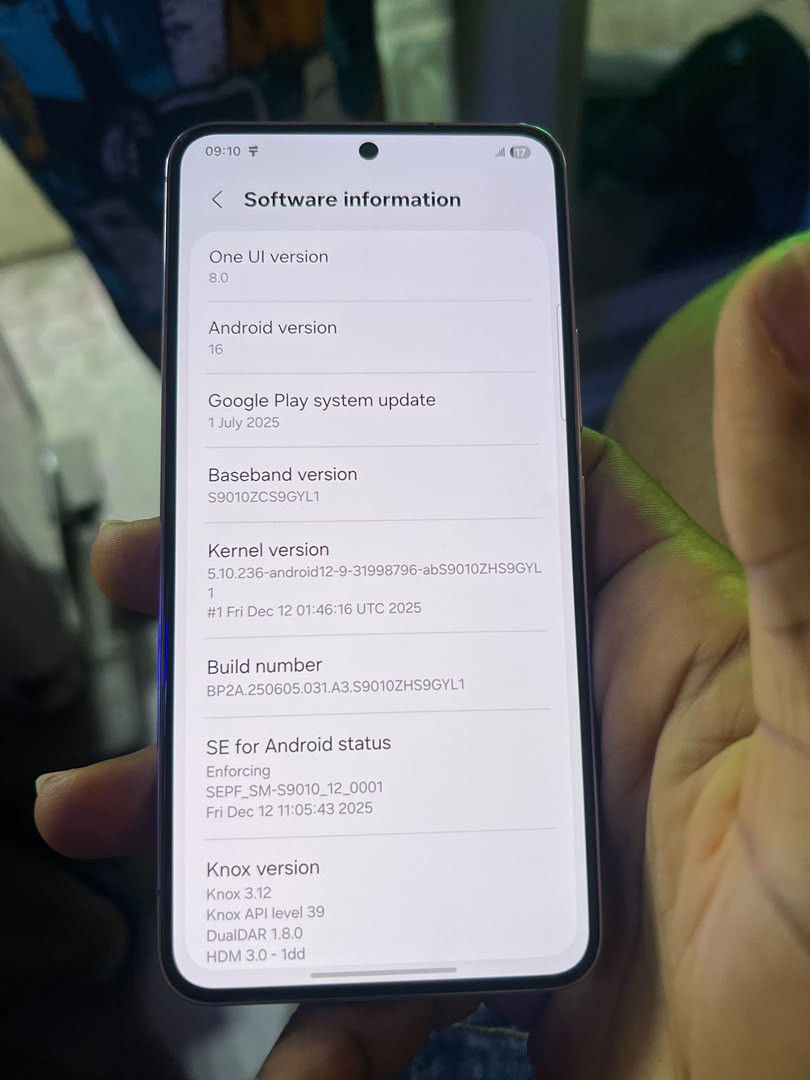 09:10
17
Software information
One UI version
8.0
Android version
16
Google Play system update
1 July 2025
Baseband version
S9010ZCS9GYL1
Kernel version
5.10.236-android12-9-31998796-abS9010ZHS9GYL
1
#1 Fri Dec 12 01:46:16 UTC 2025
Build number
BP2A.250605.031.A3.S9010ZHS9GYL1
SE for Android status
Enforcing
SEPF_SM-S9010_12_0001
Fri Dec 12 11:05:43 2025
Knox version
Knox 3.12
Knox API level 39
DualDAR 1.8.0
HDM 3.0 - 1dd